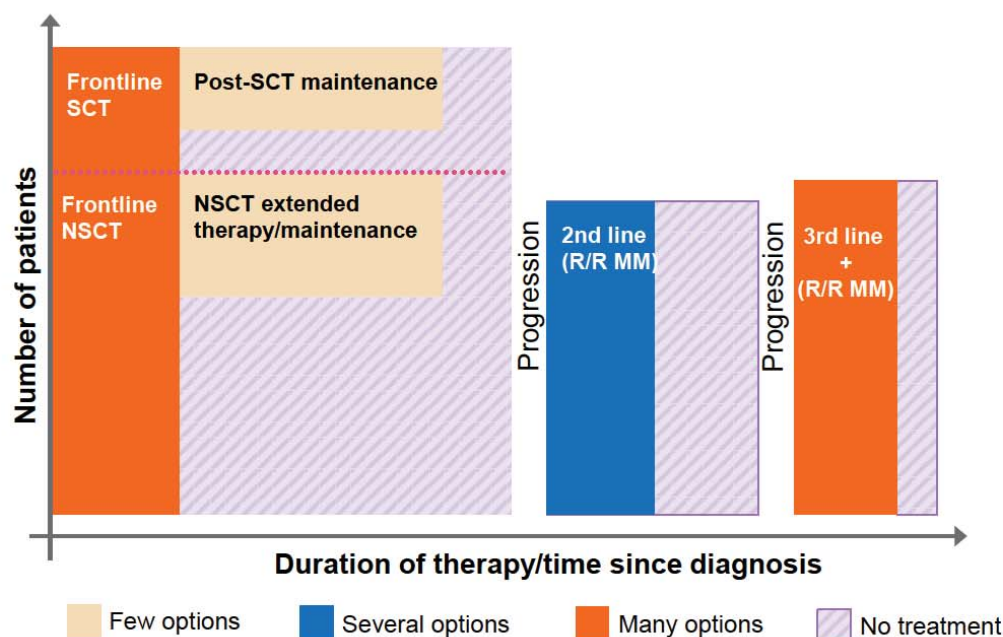 Number of patients
Frontline
SCT
Post-SCT maintenance
Frontline
NSCT
NSCT extended
therapy/maintenance
Progression
2nd line
(R/R MM)
Progression
3rd line
+
(R/R MM)
Duration of therapy/time since diagnosis
Few options
Several options
Many options
No treatment